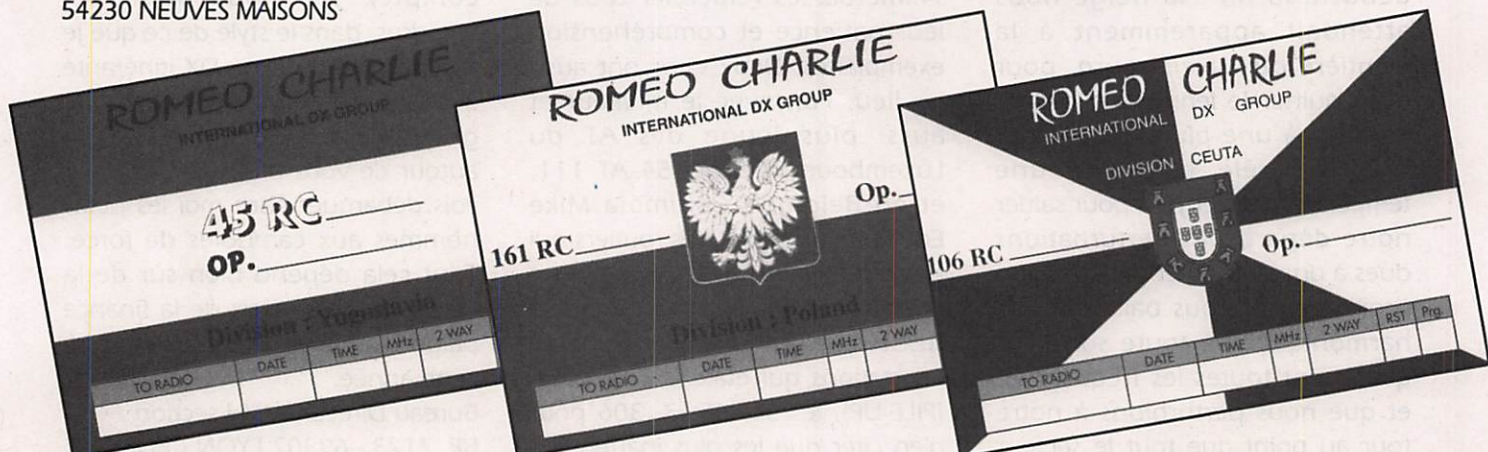 54230 NEUVES MAISONS
ROMEO CHARLIE
INTERNATIONAL DX GROUP
45 RC
OP.
Division : Yugoslavia
TO RADIO DATE TIME MHz 2 WAY
ROMEO CHARLIE
INTERNATIONAL DX GROUP
161 RC Op.
Division : Poland
TO RADIO DATE TIME MHz 2 WAY
ROMEO CHARLIE
INTERNATIONAL DX GROUP
DIVISION CEUTA
106 RC Op.
TO RADIO DATE TIME MHz 2 WAY RST Prg.